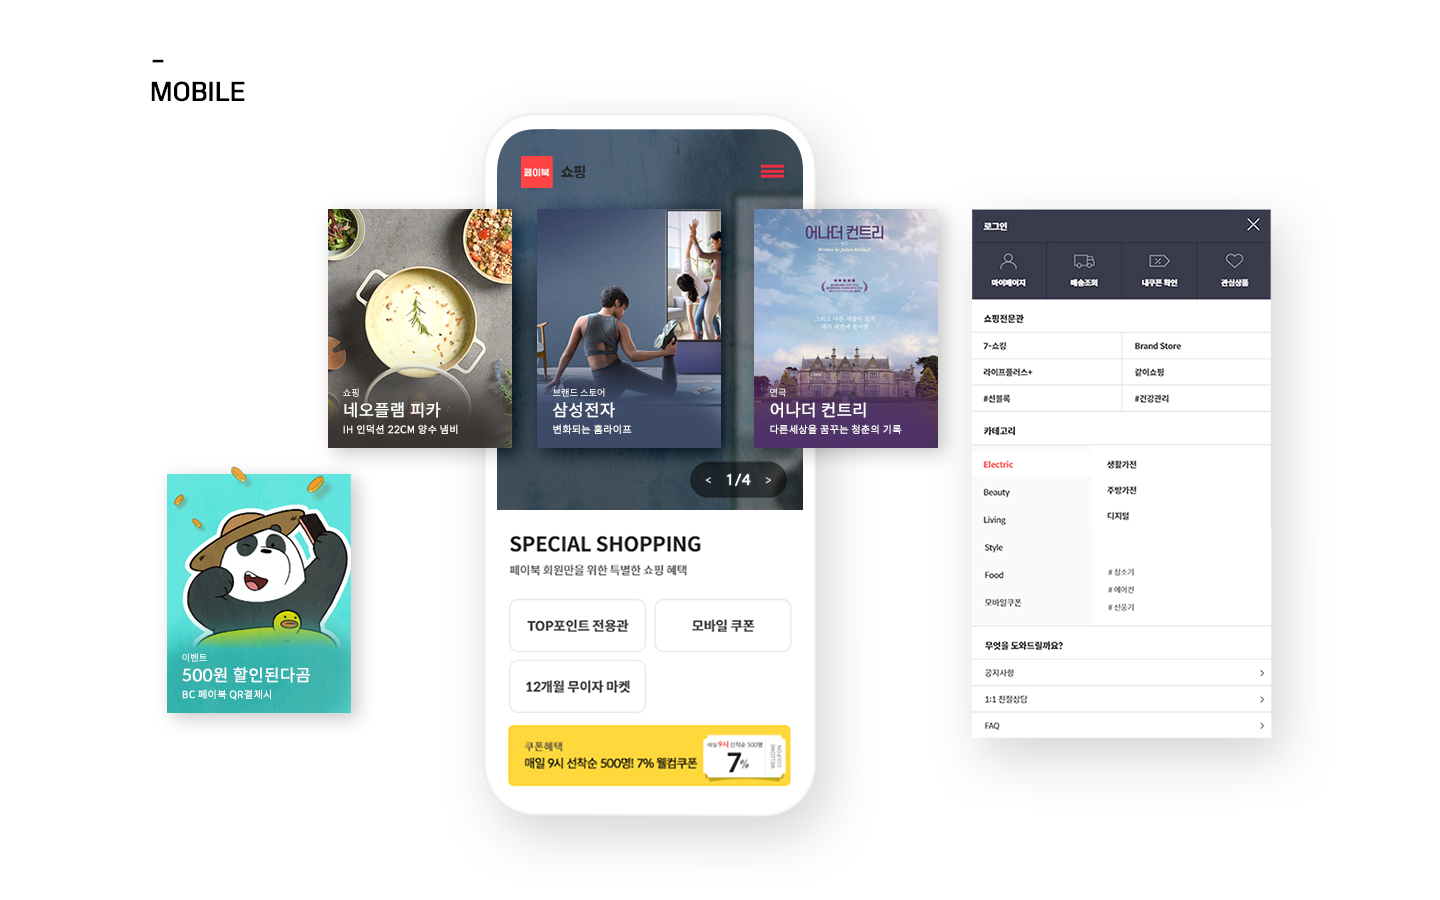 MOBILE
페이북 쇼핑
어나더 컨트리
쇼핑
네오플램 피카
IH 인덕션 22CM 양수 냄비
브랜드 스토어
삼성전자
변화되는 홈라이프
연극
어나더 컨트리
다른세상을 꿈꾸는 청춘의 기록
< 1/4 >
이벤트
500원 할인된다곰
BC 페이북 QR결제시
SPECIAL SHOPPING
페이북 회원만을 위한 특별한 쇼핑 혜택
TOP포인트 전용관
모바일 쿠폰
12개월 무이자 마켓
쿠폰혜택
매일 9시 선착순 500명! 7% 웰컴쿠폰
매일 9시 선착순 500명
7%
WELCOME
COUPON
로그인
마이페이지
배송조회
내쿠폰 확인
관심상품
쇼핑전문관
7-쇼킹
Brand Store
라이프플러스+
같이쇼핑
#선블록
#건강관리
카테고리
Electric
생활가전
Beauty
주방가전
Living
디지털
Style
Food
# 청소기
# 에어컨
모바일쿠폰
# 선풍기
무엇을 도와드릴까요?
공지사항
1:1 친절상담
FAQ